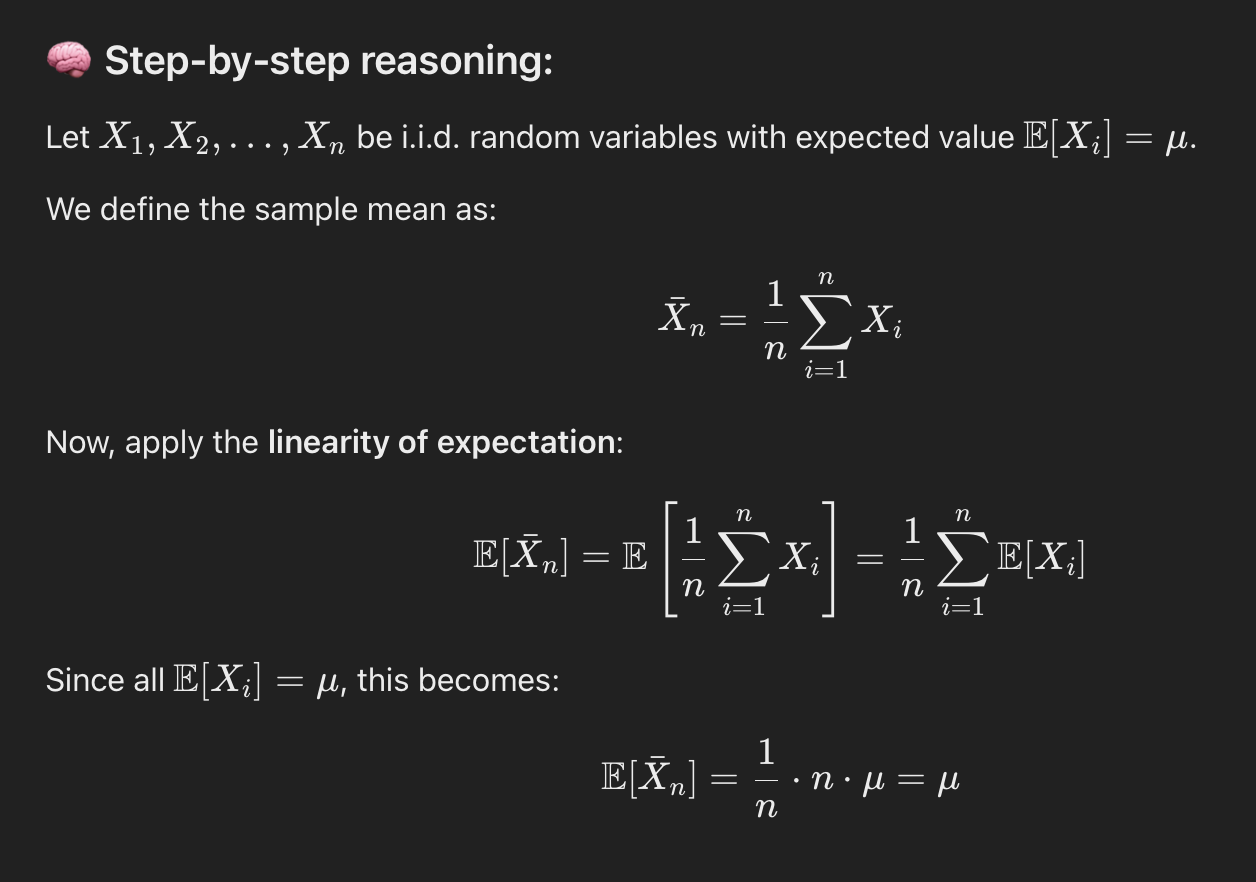 🧠 Step-by-step reasoning:
Let $X_1, X_2, \ldots, X_n$ be i.i.d. random variables with expected value $\mathbb{E}[X_i] = \mu$.
We define the sample mean as:
$\bar{X}_n = \frac{1}{n} \sum_{i=1}^{n} X_i$
Now, apply the linearity of expectation:
$\mathbb{E}[\bar{X}_n] = \mathbb{E}\left[\frac{1}{n} \sum_{i=1}^{n} X_i\right] = \frac{1}{n} \sum_{i=1}^{n} \mathbb{E}[X_i]$
Since all $\mathbb{E}[X_i] = \mu$, this becomes:
$\mathbb{E}[\bar{X}_n] = \frac{1}{n} \cdot n \cdot \mu = \mu$